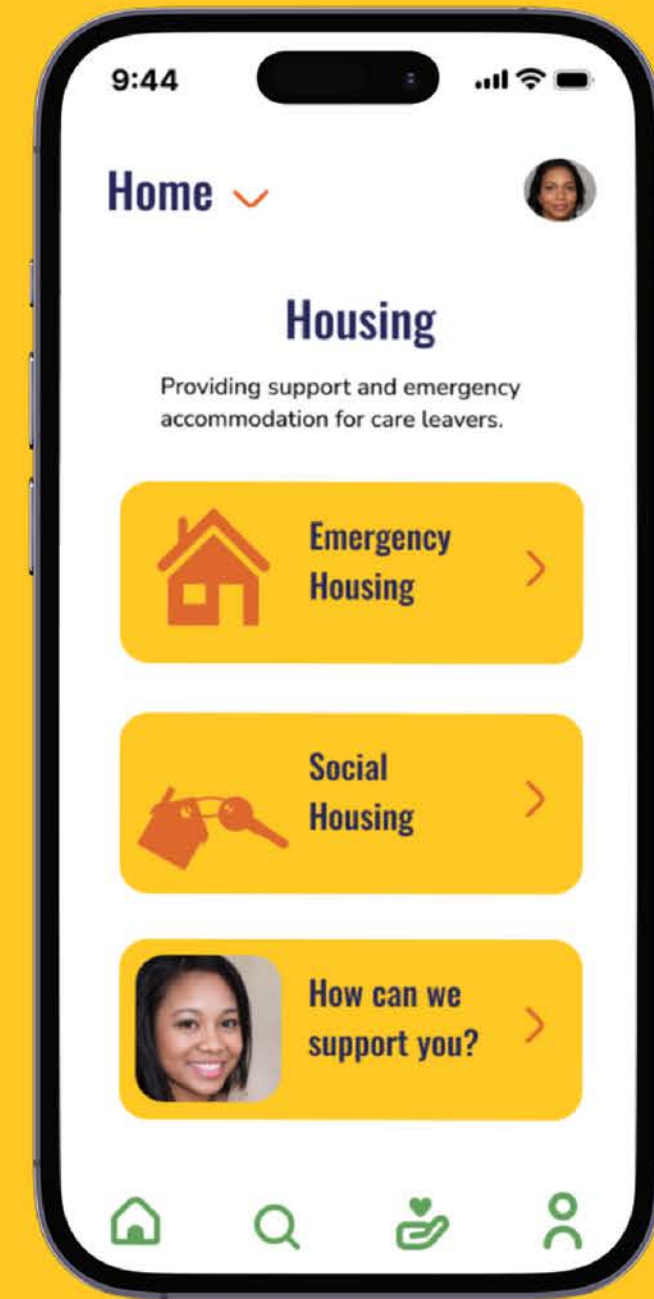 9:44
Home
Housing
Providing support and emergency
accommodation for care leavers.
Emergency
Housing
Social
Housing
How can we
support you?